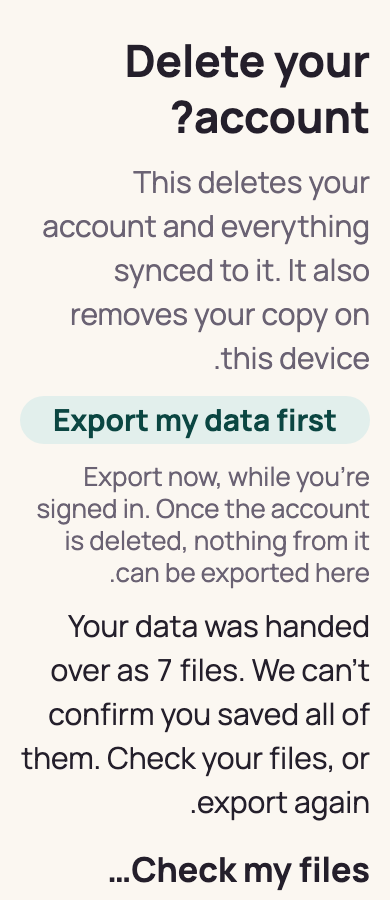 Delete your
account?
This deletes your
account and everything
synced to it. It also
removes your copy on
this device.
Export my data first
Export now, while you’re
signed in. Once the account
is deleted, nothing from it
can be exported here.
Your data was handed
over as 7 files. We can’t
confirm you saved all of
them. Check your files, or
export again.
Check my files…